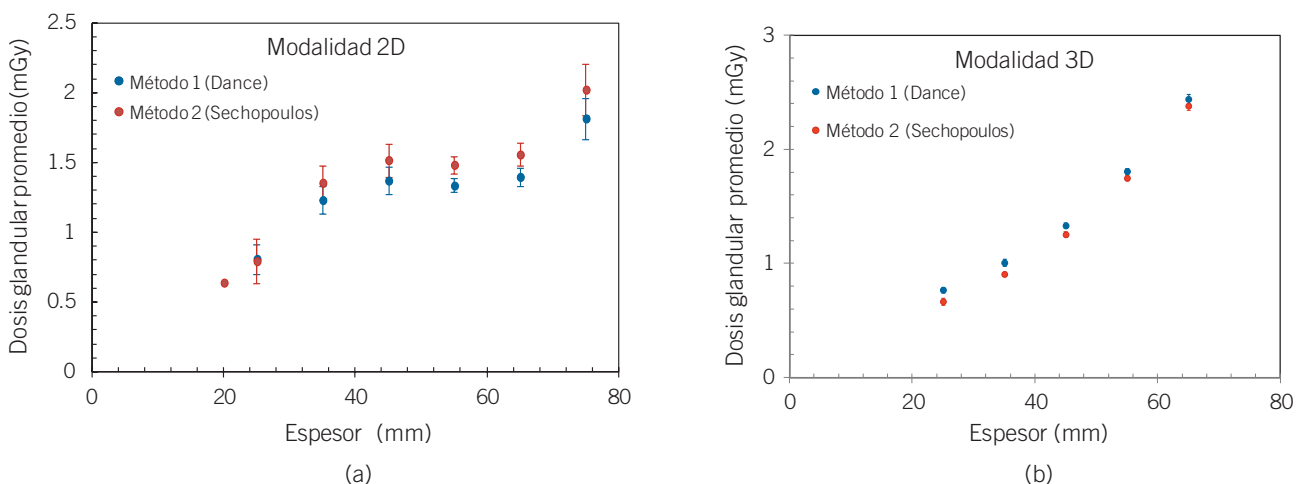 Modalidad 2D
Método 1 (Dance)
Método 2 (Sechopoulos)
Dosis glandular promedio (mGy)
2.5
2
1.5
1
0.5
0
0 20 40 60 80
Espesor (mm)
(a)
Modalidad 3D
Método 1 (Dance)
Método 2 (Sechopoulos)
Dosis glandular promedio (mGy)
3
2
1
0
0 20 40 60 80
Espesor (mm)
(b)